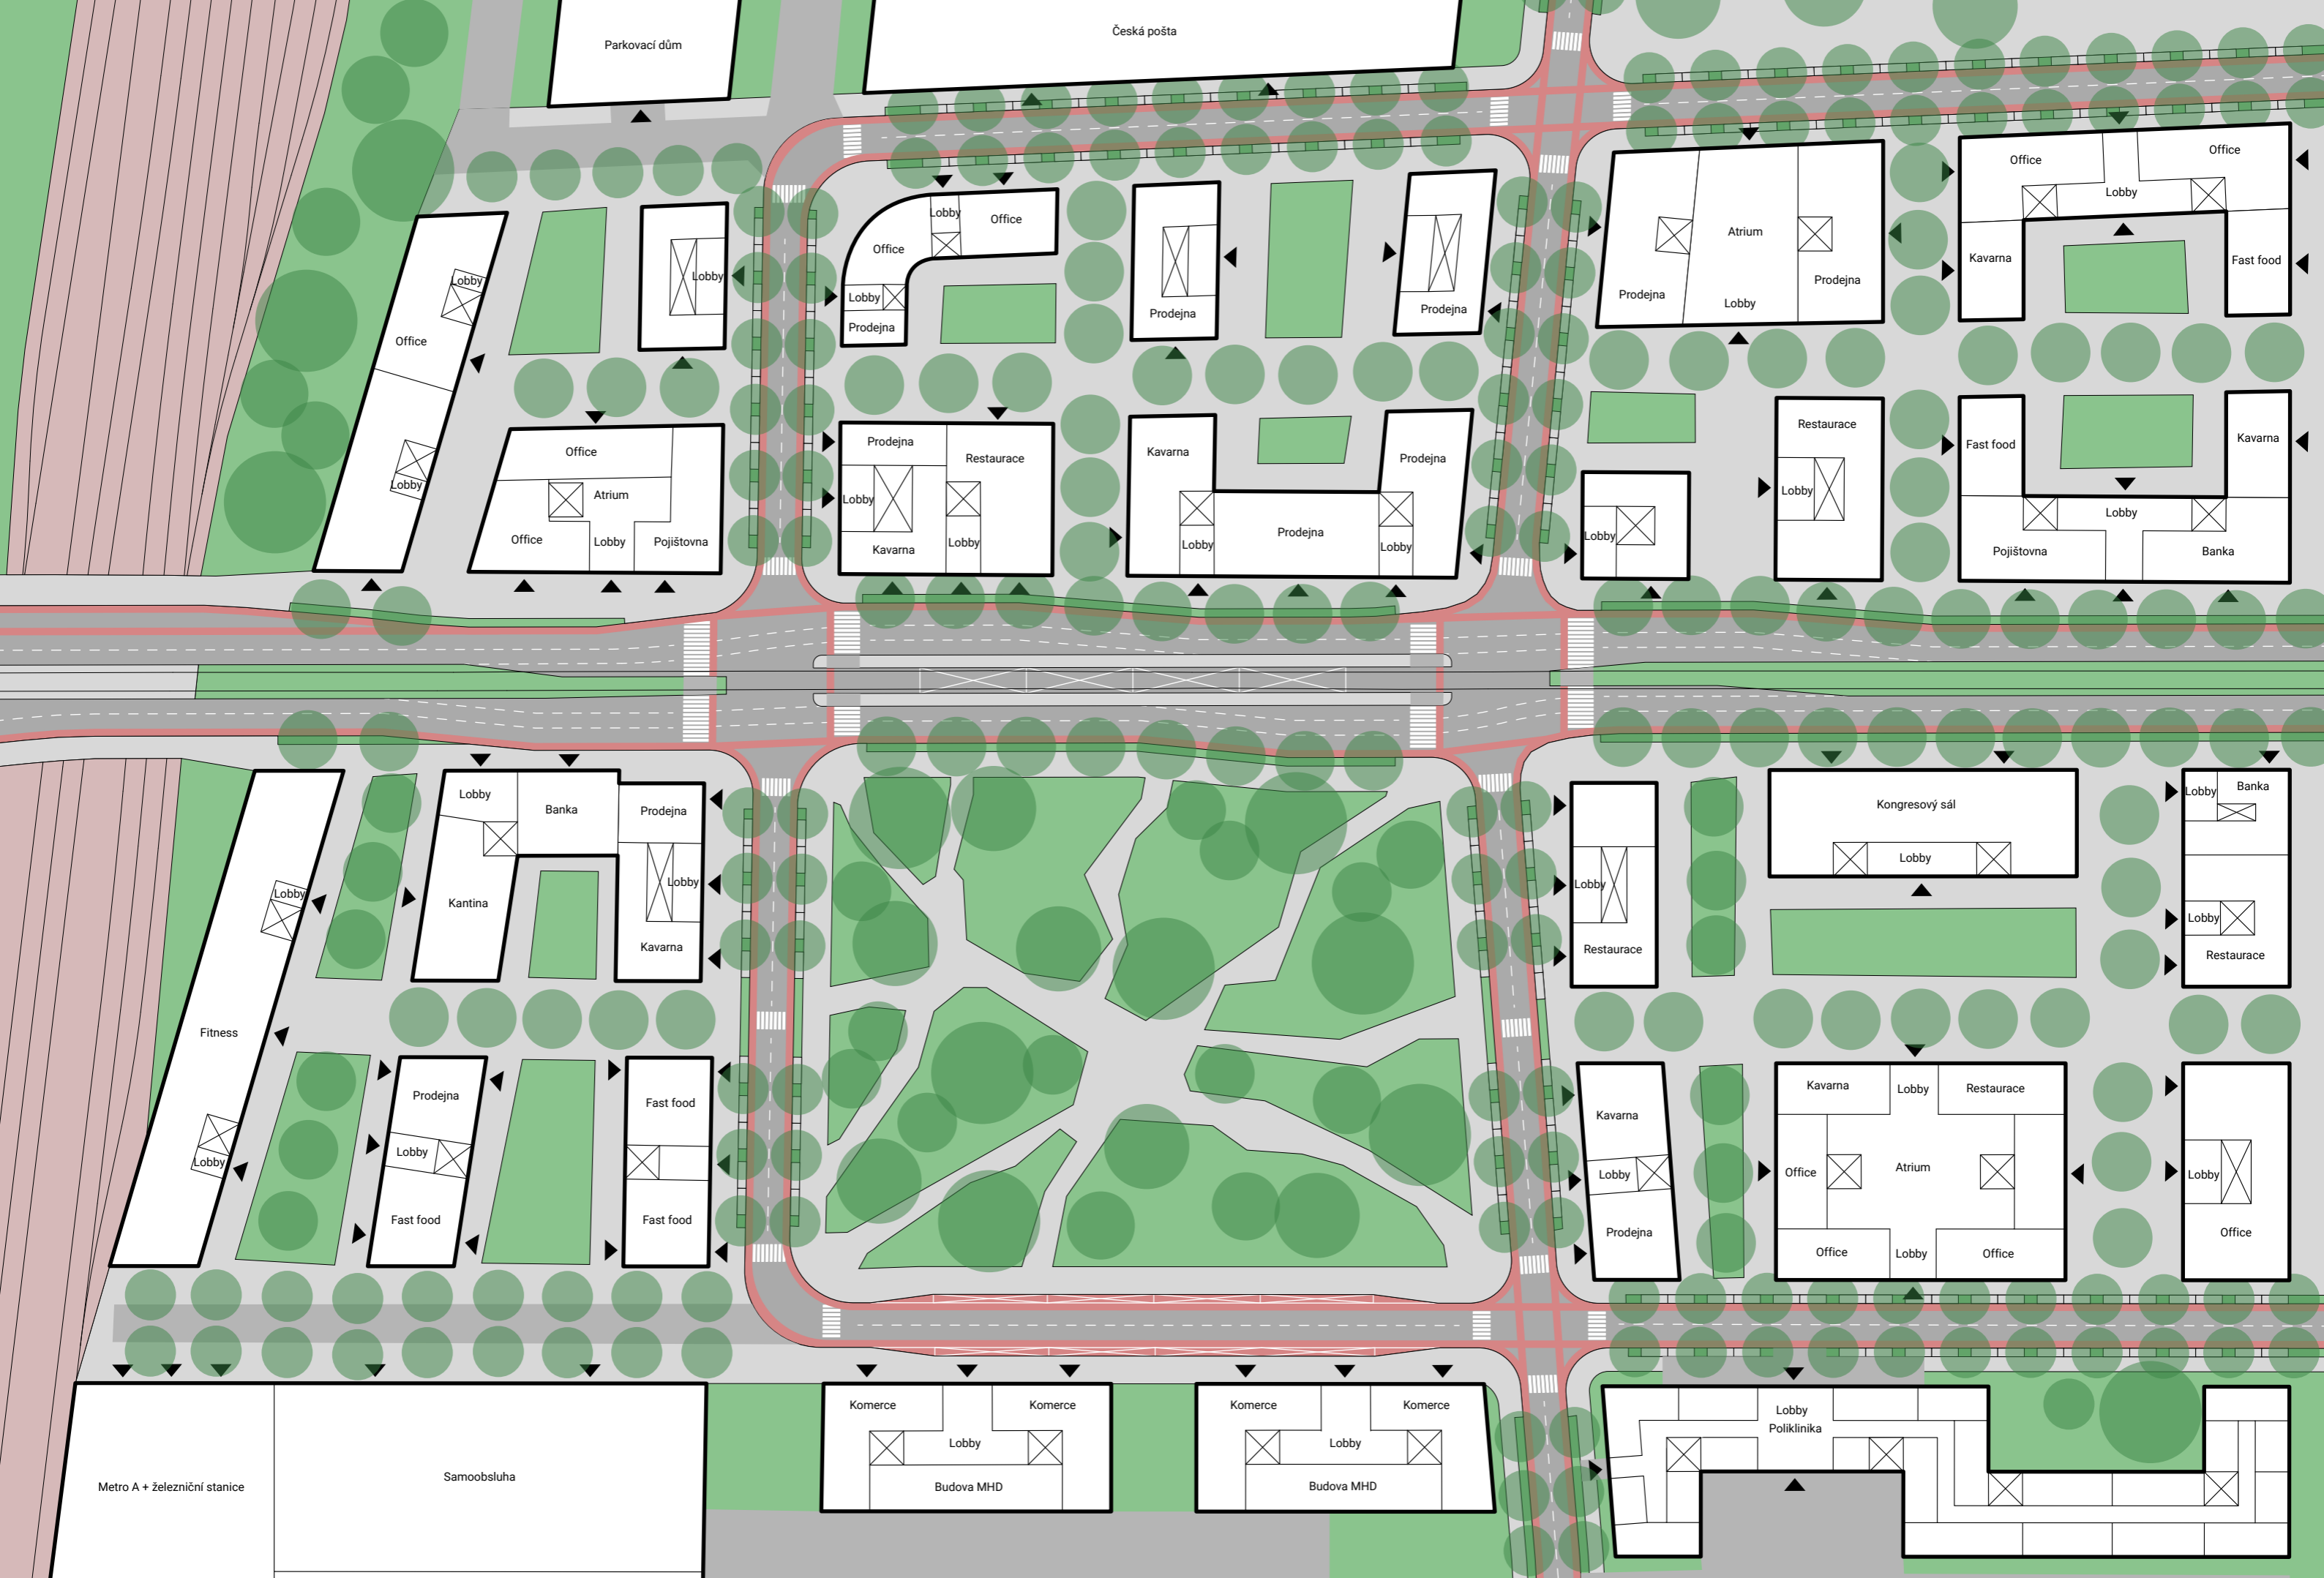 Parkovací dům
Česká pošta
Lobby
Office
Office
Lobby
Prodejna
Lobby
Prodejna
Prodejna
Atrium
Prodejna
Lobby
Prodejna
Office
Office
Lobby
Kavarna
Fast food
Lobby
Office
Lobby
Office
Atrium
Office
Lobby
Pojištovna
Prodejna
Restaurace
Lobby
Kavarna
Lobby
Kavarna
Prodejna
Lobby
Prodejna
Lobby
Lobby
Restaurace
Lobby
Fast food
Kavarna
Lobby
Pojištovna
Banka
Lobby
Banka
Prodejna
Lobby
Kantina
Kavarna
Lobby
Fitness
Lobby
Prodejna
Lobby
Fast food
Fast food
Fast food
Lobby
Restaurace
Kongresový sál
Lobby
Lobby
Banka
Lobby
Restaurace
Kavarna
Lobby
Prodejna
Kavarna
Lobby
Restaurace
Office
Atrium
Office
Lobby
Office
Lobby
Office
Metro A + železniční stanice
Samoobsluha
Komerce
Komerce
Lobby
Budova MHD
Komerce
Komerce
Lobby
Budova MHD
Lobby
Poliklinika